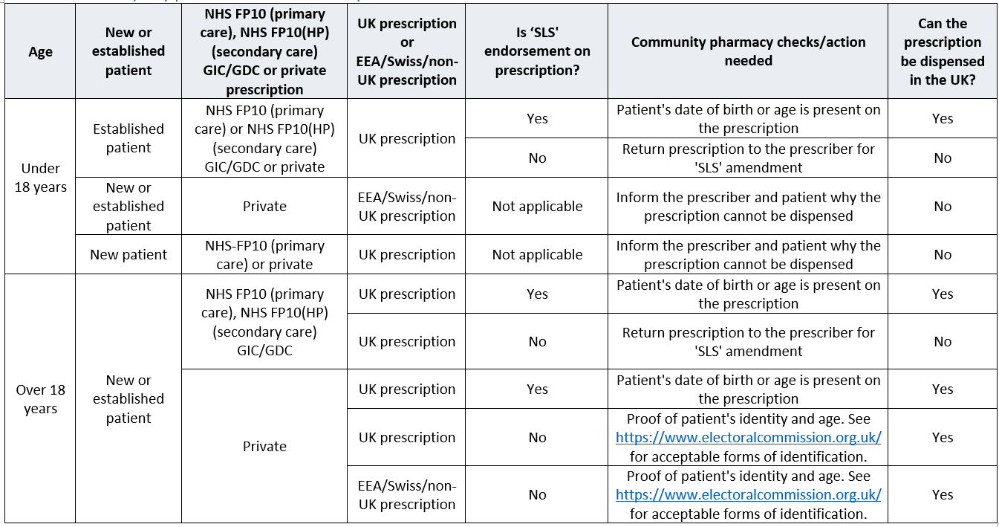 Age
New or
established
patient
NHS FP10 (primary
care), NHS FP10(HP)
(secondary care)
GIC/GDC or private
prescription
UK prescription
or
EEA/Swiss/non-
UK prescription
Is ‘SLS'
endorsement on
prescription?
Community pharmacy checks/action
needed
Can the
prescription
be dispensed
in the UK?
Under
18 years
Established
patient
NHS FP10 (primary
care) or NHS FP10(HP)
(secondary care)
GIC/GDC or private
UK prescription
Yes
Patient's date of birth or age is present on
the prescription
Yes
No
Return prescription to the prescriber for
'SLS' amendment
No
New or
established
patient
Private
EEA/Swiss/non-
UK prescription
Not applicable
Inform the prescriber and patient why the
prescription cannot be dispensed
No
New patient
NHS-FP10 (primary
care) or private
UK prescription
Not applicable
Inform the prescriber and patient why the
prescription cannot be dispensed
No
Over 18
years
New or
established
patient
NHS FP10 (primary
care), NHS FP10(HP)
(secondary care)
GIC/GDC
UK prescription
Yes
Patient's date of birth or age is present on
the prescription
Yes
UK prescription
No
Return prescription to the prescriber for
'SLS' amendment
No
Private
UK prescription
Yes
Patient's date of birth or age is present on
the prescription
Yes
UK prescription
No
Proof of patient's identity and age. See
https://www.electoralcommission.org.uk/
for acceptable forms of identification.
Yes
EEA/Swiss/non-
UK prescription
No
Proof of patient's identity and age. See
https://www.electoralcommission.org.uk/
for acceptable forms of identification.
Yes